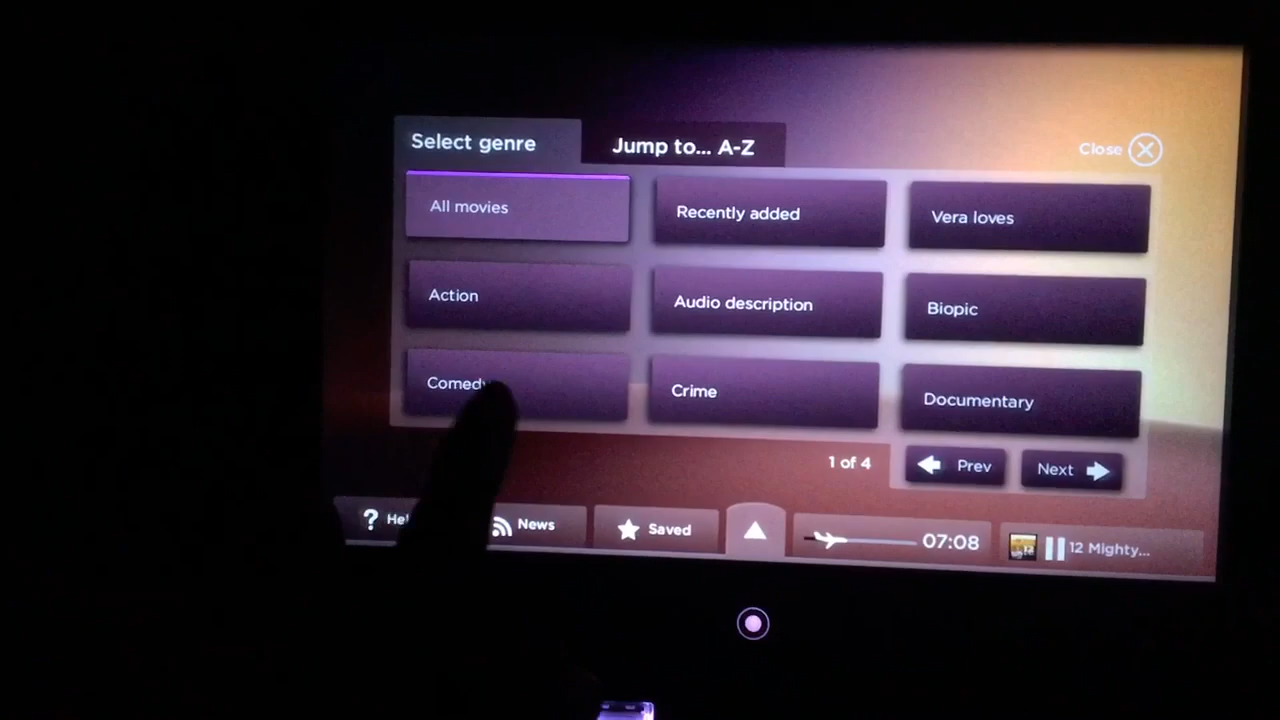 Select genre
Jump to... A-Z
Close
All movies
Recently added
Vera loves
Action
Audio description
Biopic
Comedy
Crime
Documentary
1 of 4
Prev
Next
?
News
Saved
07:08
12 Mighty...